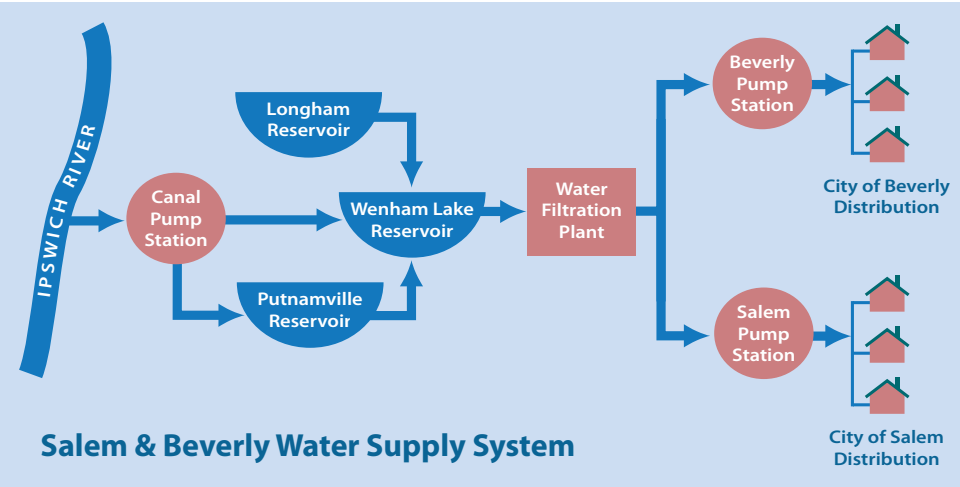 IPSWICH RIVER
Canal
Pump
Station
Longham
Reservoir
Wenham Lake
Reservoir
Putnamville
Reservoir
Water
Filtration
Plant
Beverly
Pump
Station
City of Beverly
Distribution
Salem
Pump
Station
City of Salem
Distribution
Salem & Beverly Water Supply System